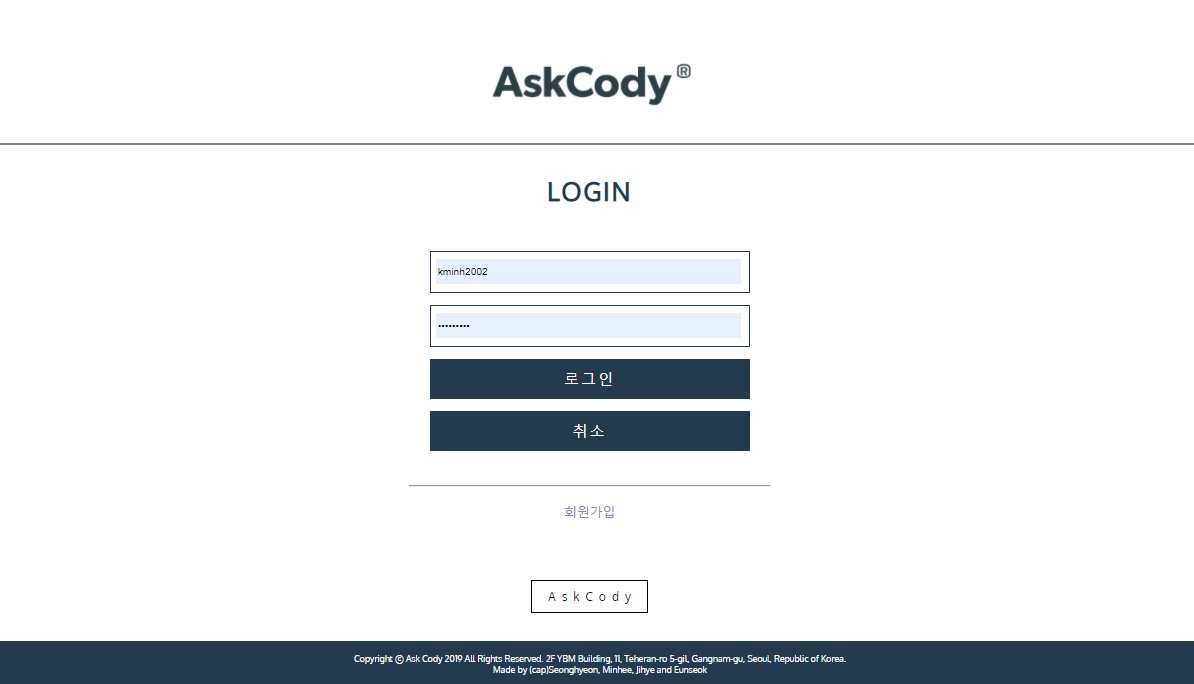 AskCody®
LOGIN
kminh2002
•••••••••
로그인
취소
회원가입
AskCody
Copyright ⓒ Ask Cody 2019 All Rights Reserved. 2F YBM Building, 11, Teheran-ro 5-gil, Gangnam-gu, Seoul, Republic of Korea.
Made by (cap)Seonghyeon, Minhee, Jihye and Eunseok